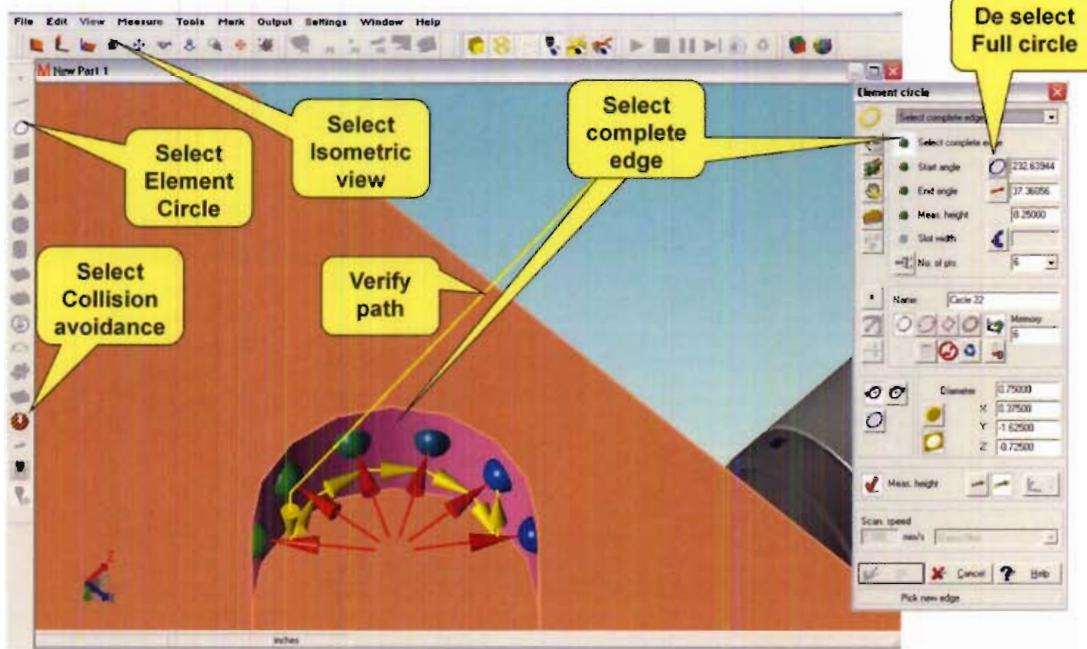 De select
Full circle
File Edit View Measure Tools Mark Output Settings Window Help
New Part 1
Select
Isometric
view
Select
complete
edge
Select
Element
Circle
Select
Collision
avoidance
Verify
path
Element circle
Select complete edge
Select complete edge
Start angle 232.63944
End angle 37.36056
Meas. height 0.25000
Slot width
No. of pts 6
Name Circle 22
Memory
6
Diameter 0.75000
X 0.37500
Y -1.62500
Z -0.72500
Meas. height
Scan. speed
mm/s
Cancel ? Help
Pick new edge
Z
inches